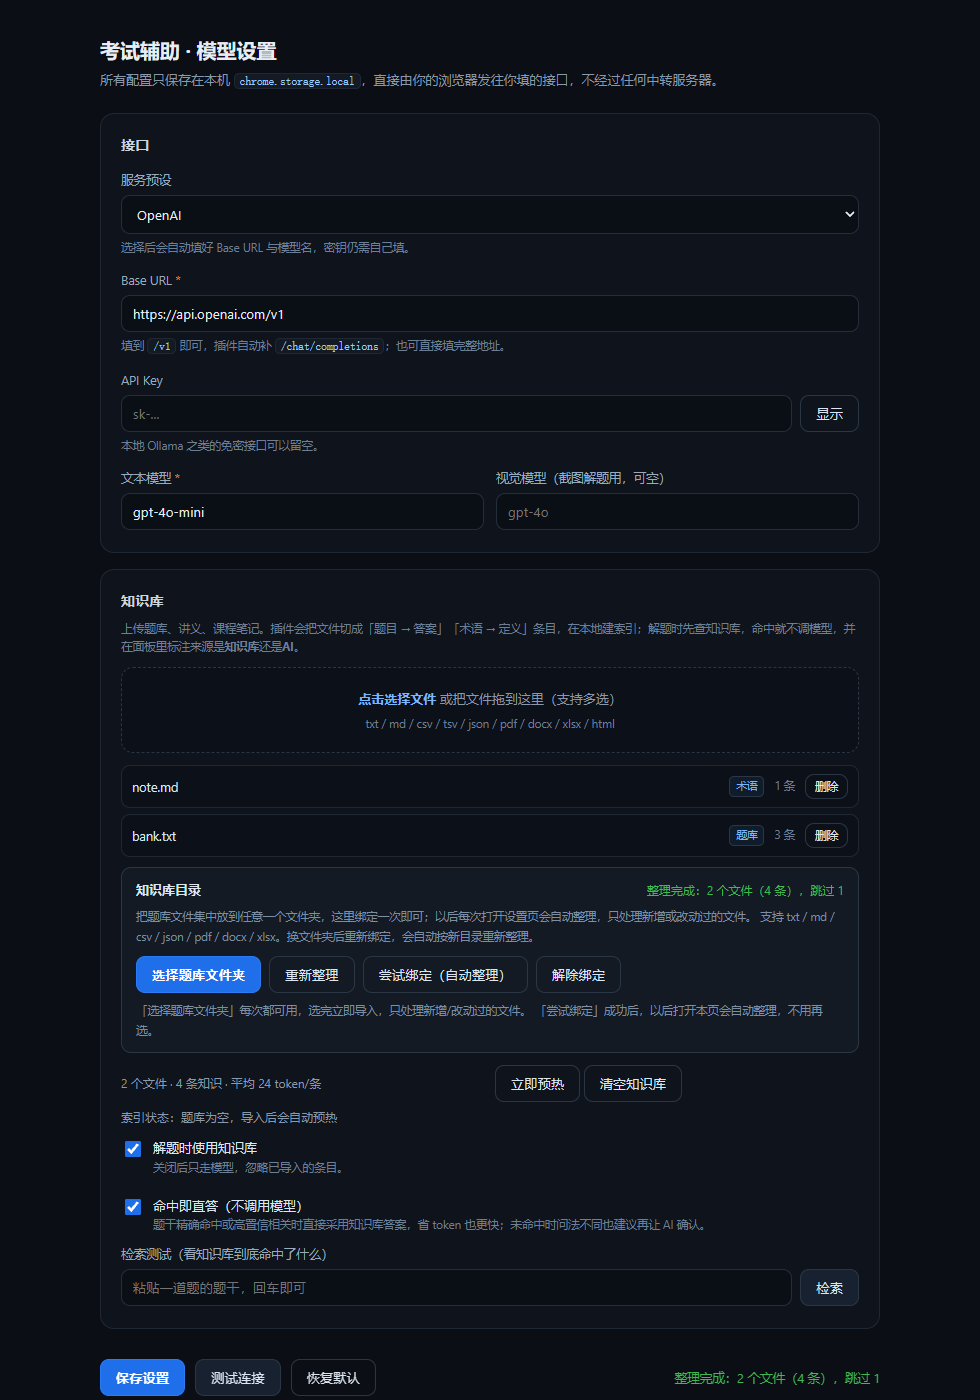 考试辅助 · 模型设置
所有配置只保存在本机 chrome.storage.local，直接由你的浏览器发往你填的接口，不经过任何中转服务器。
接口
服务预设
OpenAI
选择后会自动填好 Base URL 与模型名，密钥仍需自己填。
Base URL *
https://api.openai.com/v1
填到 /v1 即可，插件自动补 /chat/completions；也可直接填完整地址。
API Key
sk-...
显示
本地 Ollama 之类的免密接口可以留空。
文本模型 *
视觉模型（截图解题用，可空）
gpt-4o-mini
gpt-4o
知识库
上传题库、讲义、课程笔记。插件会把文件切成「题目 → 答案」「术语 → 定义」条目，在本地建索引；解题时先查知识库，命中就不调模型，并
在面板里标注来源是知识库还是AI。
点击选择文件 或把文件拖到这里（支持多选）
txt / md / csv / tsv / json / pdf / docx / xlsx / html
note.md 术语 1 条 删除
bank.txt 题库 3 条 删除
知识库目录 整理完成：2 个文件（4 条），跳过 1
把题库文件集中放到任意一个文件夹，这里绑定一次即可；以后每次打开设置页会自动整理，只处理新增或改动过的文件。 支持 txt / md /
csv / json / pdf / docx / xlsx。换文件夹后重新绑定，会自动按新目录重新整理。
选择题库文件夹 重新整理 尝试绑定（自动整理） 解除绑定
「选择题库文件夹」每次都可用，选完立即导入，只处理新增/改动过的文件。 「尝试绑定」成功后，以后打开本页会自动整理，不用再
选。
2 个文件 · 4 条知识 · 平均 24 token/条 立即预热 清空知识库
索引状态：题库为空，导入后会自动预热
解题时使用知识库
关闭后只走模型，忽略已导入的条目。
命中即直答（不调用模型）
题干精确命中或高置信相关时直接采用知识库答案，省 token 也更快；未命中时问法不同也建议再让 AI 确认。
检索测试（看知识库到底命中了什么）
粘贴一道题的题干，回车即可 检索
保存设置 测试连接 恢复默认 整理完成：2 个文件（4 条），跳过 1